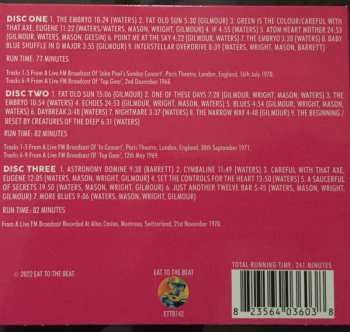 DISC ONE 1. THE EMBRYO 10.24 (WATERS) 2. FAT OLD SUN 5.30 (GILMOUR) 3. GREEN IS THE COLOUR/CAREFUL WITH
THAT AXE, EUGENE 11.22 (WATERS/WATERS, MASON, WRIGHT, GILMOUR) 4. IF 4.55 (WATERS) 5. ATOM HEART MOTHER 24:53
(GILMOUR, WATERS, MASON, WRIGHT, GEESIN) 6. POINT ME AT THE SKY 4:22 (GILMOUR, WATERS) 7. THE EMBRYO 3.20 (WATERS) 8. BABY
BLUE SHUFFLE IN D MAJOR 3:55 (GILMOUR) 9. INTERSTELLAR OVERDRIVE 8:39 (WATERS, WRIGHT, MASON, BARRETT)
RUN TIME: 77 MINUTES
Tracks 1-5 From A Live FM Broadcast Of 'John Peel's Sunday Concert', Paris Theatre, London, England, 16th July 1970.
Tracks 6-9 From A Live FM Broadcast Of 'Top Gear', 2nd December 1968.
DISC TWO 1. FAT OLD SUN 15:06 (GILMOUR) 2. ONE OF THESE DAYS 7:20 (GILMOUR, WRIGHT, MASON, WATERS) 3. THE
EMBRYO 10:54 (WATERS) 4. ECHOES 24:53 (GILMOUR, WRIGHT, MASON, WATERS) 5. BLUES 4:54 (GILMOUR, WRIGHT, MASON,
WATERS) 6. DAYBREAK 3:48 (WATERS) 7. NIGHTMARE 3:37 (WATERS) 8. THE NARROW WAY 4:48 (GILMOUR) 9. THE BEGINNING/
BESET BY CREATURES OF THE DEEP 6:31 (WATERS)
RUN TIME: 82 MINUTES
Tracks 1-5 From A Live FM Broadcast Of 'In Concert', Paris Theatre, London, England, 30th September 1971.
Tracks 6-9 From A Live FM Broadcast Of 'Top Gear', 12th May 1969.
DISC THREE 1. ASTRONOMY DOMINE 9:38 (BARRETT) 2. CYMBALINE 11.49 (WATERS) 3. CAREFUL WITH THAT AXE,
EUGENE 12:05 (WATERS, MASON, WRIGHT, GILMOUR) 4. SET THE CONTROLS FOR THE HEART 13:50 (WATERS) 5. A SAUCERFUL
OF SECRETS 19.50 (WATERS, MASON, WRIGHT, GILMOUR) 6. JUST ANOTHER TWELVE BAR 5.45 (WATERS, MASON, WRIGHT,
GILMOUR) 7. MORE BLUES 9:06 (WATERS, MASON, WRIGHT, GILMOUR)
RUN TIME: 82 MINUTES
From A Live FM Broadcast Recorded At Altes Casino, Montreux, Switzerland, 21st November 1970.
© 2022 EAT TO THE BEAT
EAT TO THE BEAT
ETTB142
TOTAL RUNNING TIME: 241 MINUTES
8 23564 03603 8